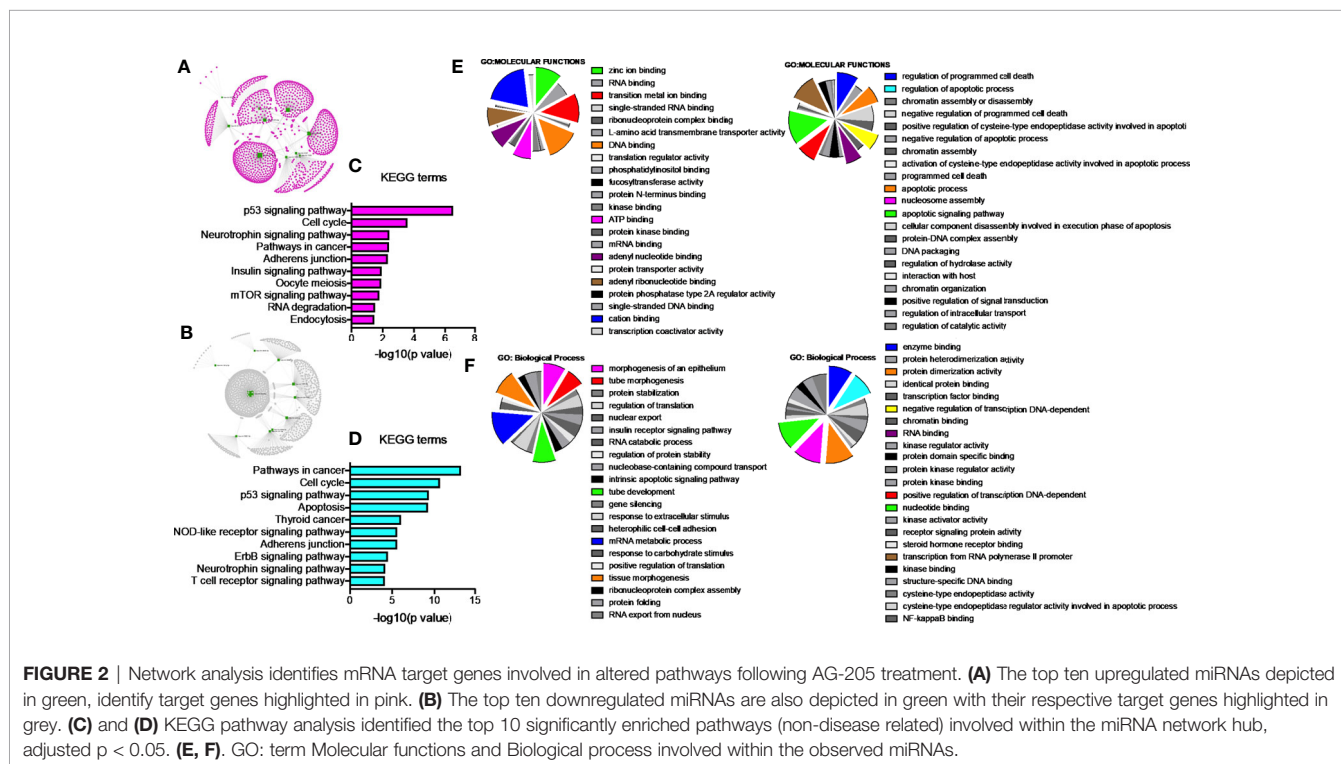 A
C
KEGG terms
p53 signaling pathway
Cell cycle
Neurotrophin signaling pathway
Pathways in cancer
Adherens junction
Insulin signaling pathway
Oocyte meiosis
mTOR signaling pathway
RNA degradation
Endocytosis
0 2 4 6 8
-log10(p value)
B
D
KEGG terms
Pathways in cancer
Cell cycle
p53 signaling pathway
Apoptosis
Thyroid cancer
NOD-like receptor signaling pathway
Adherens junction
ErbB signaling pathway
Neurotrophin signaling pathway
T cell receptor signaling pathway
0 5 10 15
-log10(p value)
E
GO:MOLECULAR FUNCTIONS
zinc ion binding
RNA binding
transition metal ion binding
single-stranded RNA binding
ribonucleoprotein complex binding
L-amino acid transmembrane transporter activity
DNA binding
translation regulator activity
phosphatidylinositol binding
fucosyltransferase activity
protein N-terminus binding
kinase binding
ATP binding
protein kinase binding
mRNA binding
adenyl nucleotide binding
protein transporter activity
adenyl ribonucleotide binding
protein phosphatase type 2A regulator activity
single-stranded DNA binding
cation binding
transcription coactivator activity
GO:MOLECULAR FUNCTIONS
regulation of programmed cell death
regulation of apoptotic process
chromatin assembly or disassembly
negative regulation of programmed cell death
positive regulation of cysteine-type endopeptidase activity involved in apoptoti
negative regulation of apoptotic process
chromatin assembly
activation of cysteine-type endopeptidase activity involved in apoptotic process
programmed cell death
apoptotic process
nucleosome assembly
apoptotic signaling pathway
cellular component disassembly involved in execution phase of apoptosis
protein-DNA complex assembly
DNA packaging
regulation of hydrolase activity
interaction with host
chromatin organization
positive regulation of signal transduction
regulation of intracellular transport
regulation of catalytic activity
F
GO: Biological Process
morphogenesis of an epithelium
tube morphogenesis
protein stabilization
regulation of translation
nuclear export
insulin receptor signaling pathway
RNA catabolic process
regulation of protein stability
nucleobase-containing compound transport
intrinsic apoptotic signaling pathway
tube development
gene silencing
response to extracellular stimulus
heterophilic cell-cell adhesion
mRNA metabolic process
response to carbohydrate stimulus
positive regulation of translation
tissue morphogenesis
ribonucleoprotein complex assembly
protein folding
RNA export from nucleus
GO: Biological Process
enzyme binding
protein heterodimerization activity
protein dimerization activity
identical protein binding
transcription factor binding
negative regulation of transcription DNA-dependent
chromatin binding
RNA binding
kinase regulator activity
protein domain specific binding
protein kinase regulator activity
protein kinase binding
positive regulation of transcription DNA-dependent
nucleotide binding
kinase activator activity
receptor signaling protein activity
steroid hormone receptor binding
transcription from RNA polymerase II promoter
kinase binding
structure-specific DNA binding
cysteine-type endopeptidase activity
cysteine-type endopeptidase regulator activity involved in apoptotic process
NF-kappaB binding
FIGURE 2 | Network analysis identifies mRNA target genes involved in altered pathways following AG-205 treatment. (A) The top ten upregulated miRNAs depicted
in green, identify target genes highlighted in pink. (B) The top ten downregulated miRNAs are also depicted in green with their respective target genes highlighted in
grey. (C) and (D) KEGG pathway analysis identified the top 10 significantly enriched pathways (non-disease related) involved within the miRNA network hub,
adjusted p < 0.05. (E, F). GO: term Molecular functions and Biological process involved within the observed miRNAs.